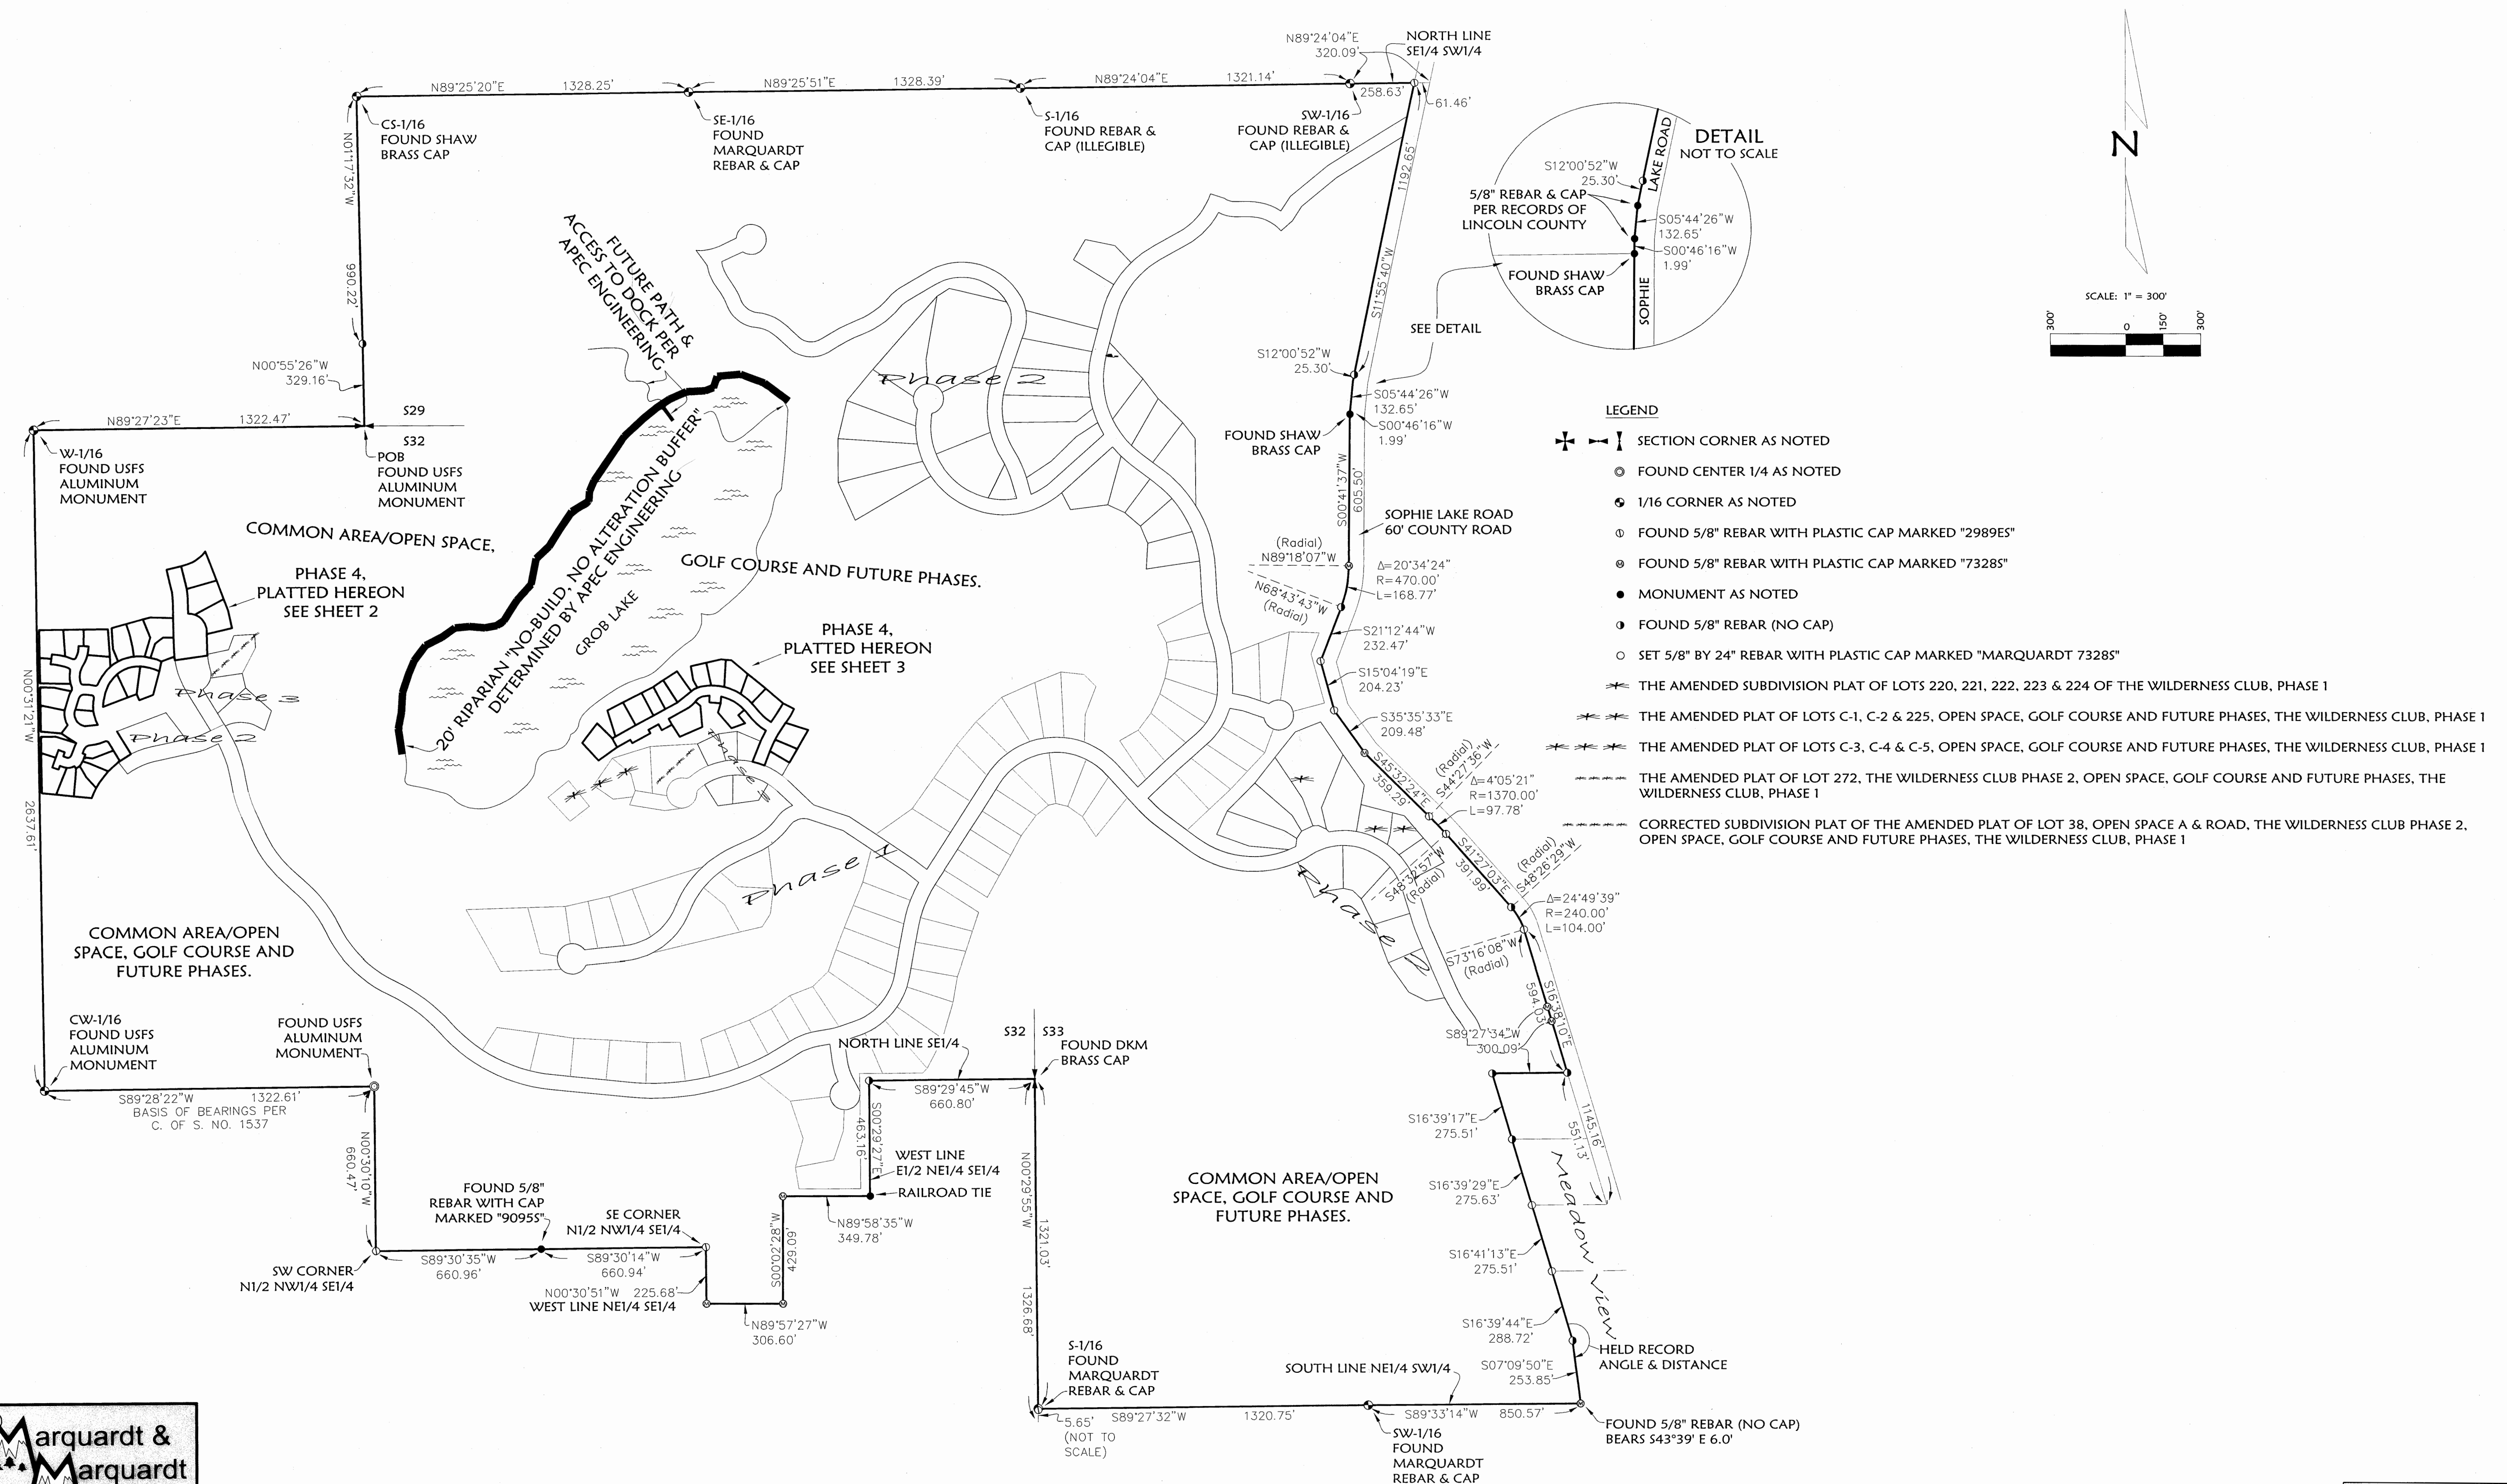 N89°24'04"E
320.09'
NORTH LINE
SE1/4 SW1/4
N89°25'20"E 1328.25'
N89°25'51"E 1328.39'
N89°24'04"E 1321.14'
258.63'
61.46'
CS-1/16
FOUND SHAW
BRASS CAP
SE-1/16
FOUND
MARQUARDT
REBAR & CAP
S-1/16
FOUND REBAR &
CAP (ILLEGIBLE)
SW-1/16
FOUND REBAR &
CAP (ILLEGIBLE)
N01°17'32"W
990.22'
N00°55'26"W
329.16'
N89°27'23"E 1322.47'
S29
S32
W-1/16
FOUND USFS
ALUMINUM
MONUMENT
POB
FOUND USFS
ALUMINUM
MONUMENT
FUTURE PATH &
ACCESS TO DOCK PER
APEC ENGINEERING
Phase 2
1192.65'
S11°55'40"W
DETAIL
NOT TO SCALE
LAKE ROAD
S12°00'52"W
25.30'
5/8" REBAR & CAP
PER RECORDS OF
LINCOLN COUNTY
S05°44'26"W
132.65'
S00°46'16"W
1.99'
FOUND SHAW
BRASS CAP
SOPHIE
SEE DETAIL
N
SCALE: 1" = 300'
300' 0 150' 300'
S12°00'52"W
25.30'
S05°44'26"W
132.65'
S00°46'16"W
1.99'
FOUND SHAW
BRASS CAP
S00°41'37"W
605.50'
SOPHIE LAKE ROAD
60' COUNTY ROAD
(Radial)
N89°18'07"W
Δ=20°34'24"
R=470.00'
L=168.77'
N68°43'43"W
(Radial)
S21°12'44"W
232.47'
S15°04'19"E
204.23'
S35°35'33"E
209.48'
S45°32'24"E
359.29'
(Radial)
S44°27'36"W
Δ=4°05'21"
R=1370.00'
L=97.78'
S41°27'03"E
391.99'
S48°32'57"W
(Radial)
(Radial)
S48°26'29"W
Δ=24°49'39"
R=240.00'
L=104.00'
S73°16'08"W
(Radial)
S16°38'10"E
594.03'
S89°27'34"W
300.09'
LEGEND
SECTION CORNER AS NOTED
FOUND CENTER 1/4 AS NOTED
1/16 CORNER AS NOTED
FOUND 5/8" REBAR WITH PLASTIC CAP MARKED "2989ES"
FOUND 5/8" REBAR WITH PLASTIC CAP MARKED "7328S"
MONUMENT AS NOTED
FOUND 5/8" REBAR (NO CAP)
SET 5/8" BY 24" REBAR WITH PLASTIC CAP MARKED "MARQUARDT 7328S"
THE AMENDED SUBDIVISION PLAT OF LOTS 220, 221, 222, 223 & 224 OF THE WILDERNESS CLUB, PHASE 1
THE AMENDED PLAT OF LOTS C-1, C-2 & 225, OPEN SPACE, GOLF COURSE AND FUTURE PHASES, THE WILDERNESS CLUB, PHASE 1
THE AMENDED PLAT OF LOTS C-3, C-4 & C-5, OPEN SPACE, GOLF COURSE AND FUTURE PHASES, THE WILDERNESS CLUB, PHASE 1
THE AMENDED PLAT OF LOT 272, THE WILDERNESS CLUB PHASE 2, OPEN SPACE, GOLF COURSE AND FUTURE PHASES, THE
WILDERNESS CLUB, PHASE 1
CORRECTED SUBDIVISION PLAT OF THE AMENDED PLAT OF LOT 38, OPEN SPACE A & ROAD, THE WILDERNESS CLUB PHASE 2,
OPEN SPACE, GOLF COURSE AND FUTURE PHASES, THE WILDERNESS CLUB, PHASE 1
COMMON AREA/OPEN SPACE,
GOLF COURSE AND FUTURE PHASES.
20' RIPARIAN "NO-BUILD, NO ALTERATION BUFFER"
DETERMINED BY APEC ENGINEERING
GROB LAKE
PHASE 4,
PLATTED HEREON
SEE SHEET 2
PHASE 4,
PLATTED HEREON
SEE SHEET 3
Phase 3
Phase 2
Phase 1
Phase 1
Phase
N00°31'21"W
2637.61'
COMMON AREA/OPEN
SPACE, GOLF COURSE AND
FUTURE PHASES.
CW-1/16
FOUND USFS
ALUMINUM
MONUMENT
FOUND USFS
ALUMINUM
MONUMENT
S89°28'22"W 1322.61'
BASIS OF BEARINGS PER
C. OF S. NO. 1537
N00°30'10"W
660.47'
SW CORNER
N1/2 NW1/4 SE1/4
FOUND 5/8"
REBAR WITH CAP
MARKED "9095S"
S89°30'35"W
660.96'
S89°30'14"W
660.94'
SE CORNER
N1/2 NW1/4 SE1/4
N00°30'51"W 225.68'
WEST LINE NE1/4 SE1/4
N89°57'27"W
306.60'
S00°02'28"W
429.09'
N89°58'35"W
349.78'
RAILROAD TIE
WEST LINE
E1/2 NE1/4 SE1/4
S00°29'27"E
463.16'
NORTH LINE SE1/4
S89°29'45"W
660.80'
S32 S33
FOUND DKM
BRASS CAP
N00°29'55"W
1321.03'
1326.68'
COMMON AREA/OPEN
SPACE, GOLF COURSE AND
FUTURE PHASES.
S-1/16
FOUND
MARQUARDT
REBAR & CAP
5.65'
(NOT TO
SCALE)
S89°27'32"W 1320.75'
SOUTH LINE NE1/4 SW1/4
S89°33'14"W 850.57'
SW-1/16
FOUND
MARQUARDT
REBAR & CAP
S16°39'17"E
275.51'
S16°39'29"E
275.63'
S16°41'13"E
275.51'
S16°39'44"E
288.72'
S07°09'50"E
253.85'
1145.16'
551.13'
Meadow View
HELD RECORD
ANGLE & DISTANCE
FOUND 5/8" REBAR (NO CAP)
BEARS S43°39' E 6.0'
Marquardt &
Marquardt